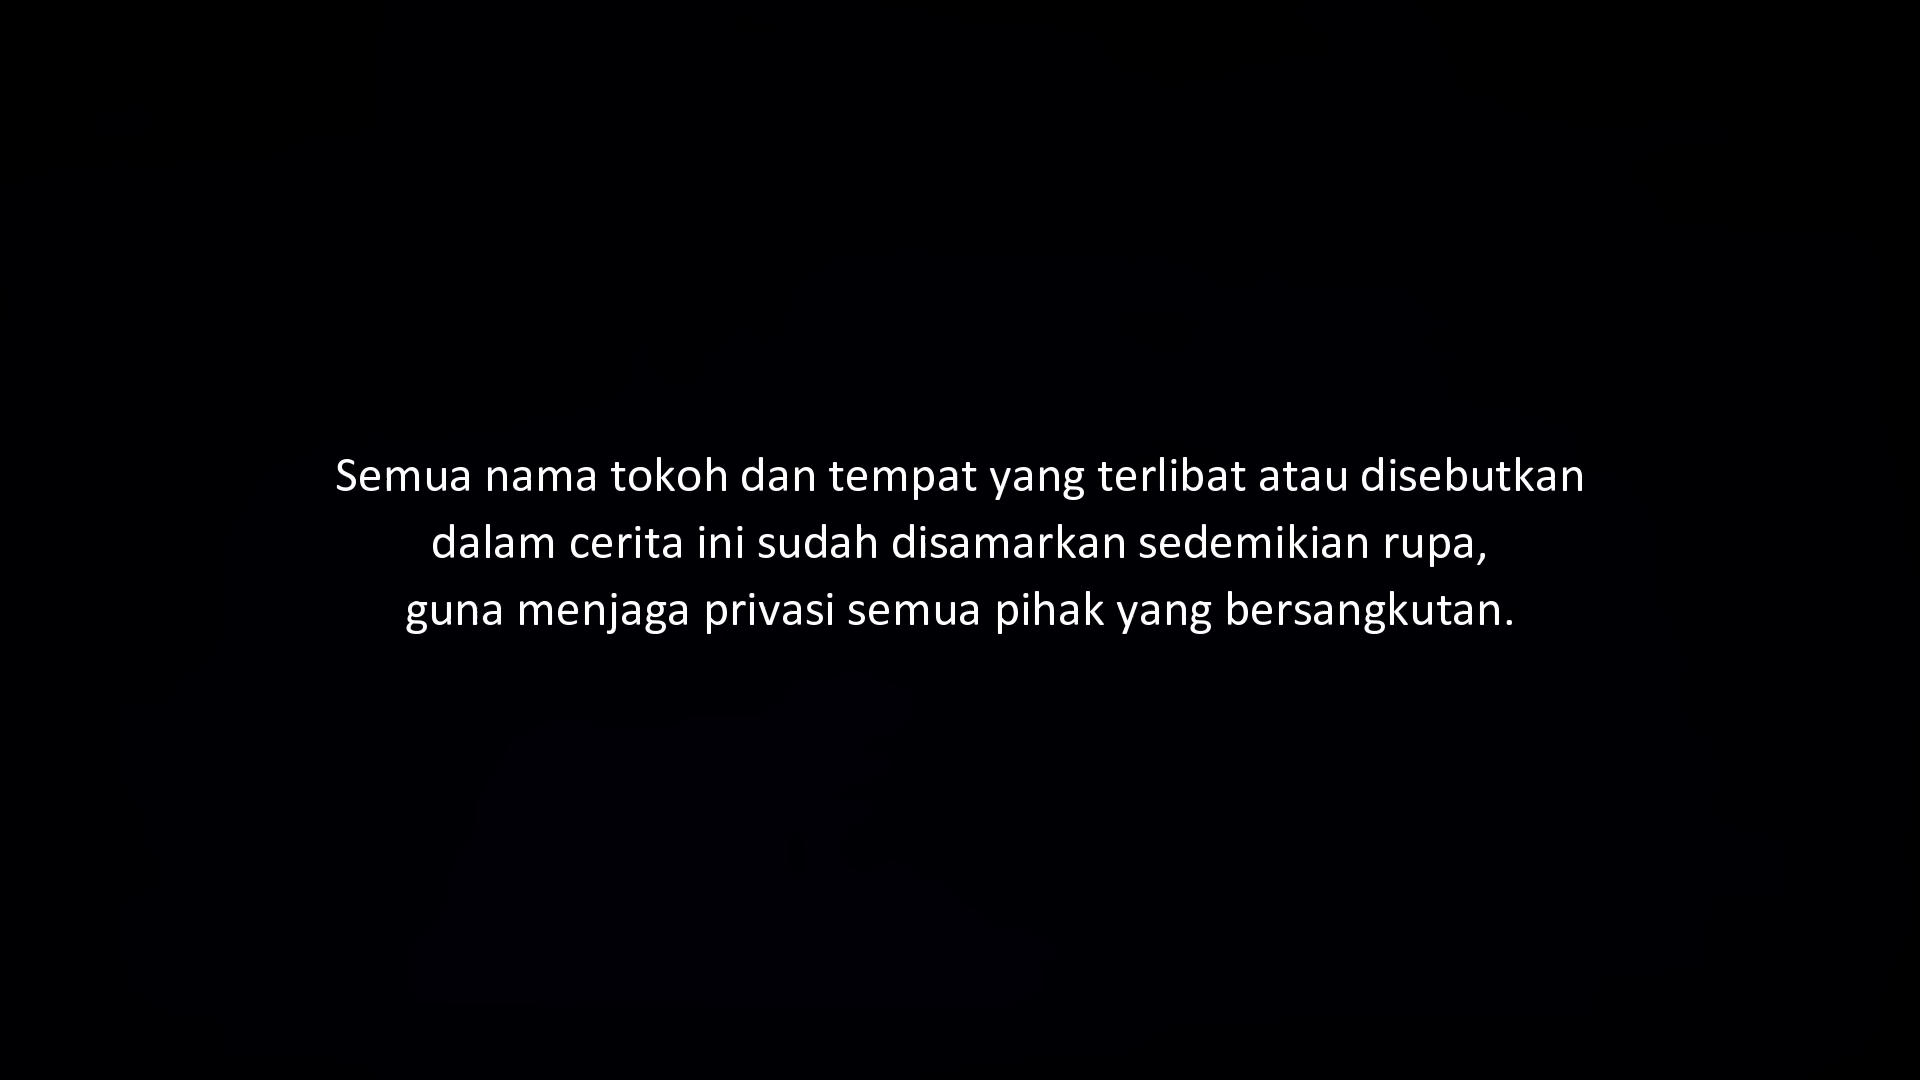 Semua nama tokoh dan tempat yang terlibat atau disebutkan
dalam cerita ini sudah disamarkan sedemikian rupa,
guna menjaga privasi semua pihak yang bersangkutan.